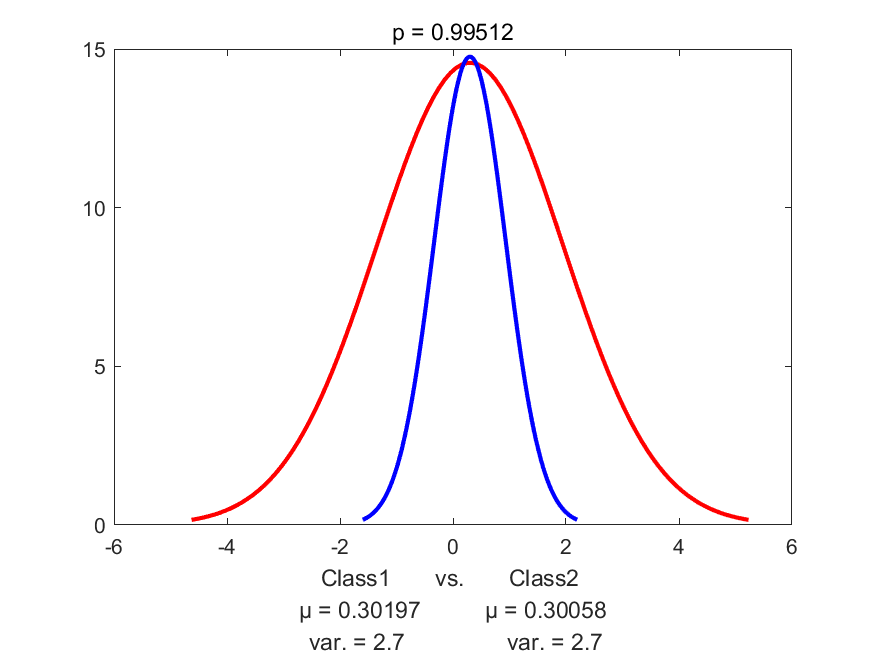 p = 0.99512
15
10
5
0
-6 -4 -2 0 2 4 6
Class1 vs. Class2
μ = 0.30197 μ = 0.30058
var. = 2.7 var. = 2.7